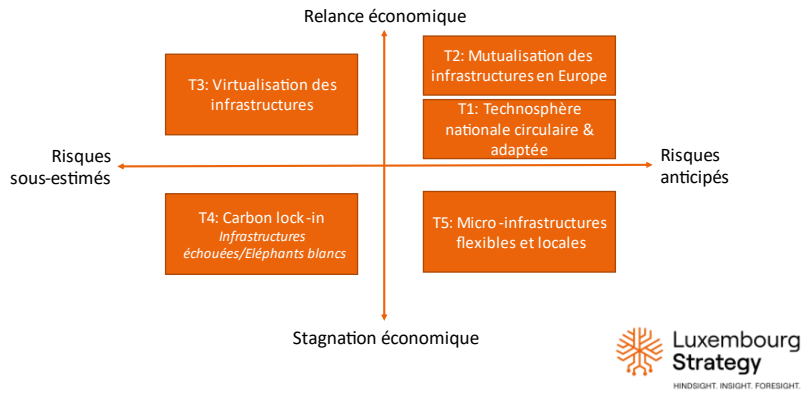 Relance économique
T3: Virtualisation des
infrastructures
T2: Mutualisation des
infrastructures en Europe
T1: Technosphère
nationale circulaire &
adaptée
Risques
sous-estimés
Risques
anticipés
T4: Carbon lock-in
Infrastructures
échouées/Eléphants blancs
T5: Micro-infrastructures
flexibles et locales
Stagnation économique
Luxembourg
Strategy
HINDSIGHT. INSIGHT. FORESIGHT.